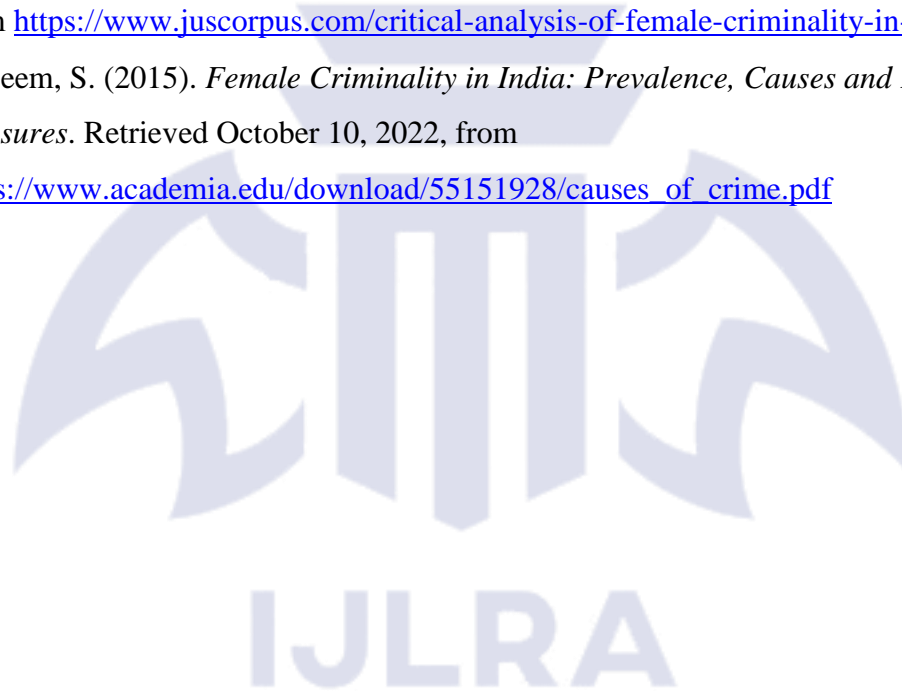 https://www.juscorpus.com/critical-analysis-of-female-criminality-in-
eem, S. (2015). Female Criminality in India: Prevalence, Causes and
sures. Retrieved October 10, 2022, from
s://www.academia.edu/download/55151928/causes_of_crime.pdf
IJLRA